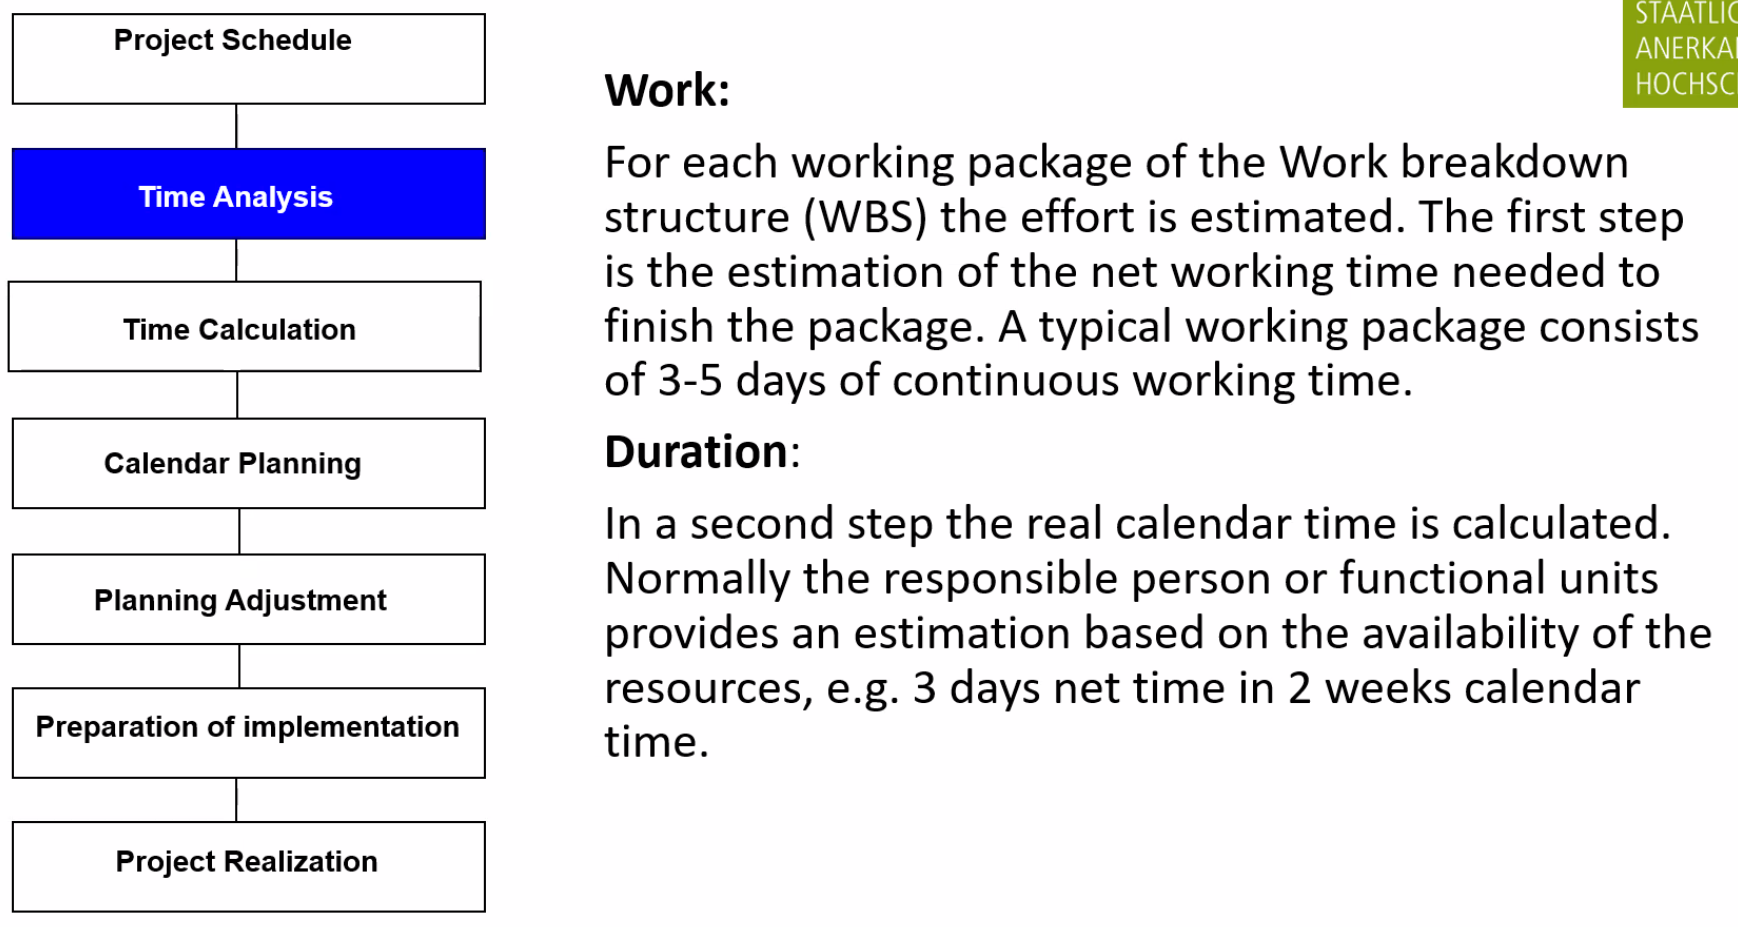 Project Schedule
Time Analysis
Time Calculation
Calendar Planning
Planning Adjustment
Preparation of implementation
Project Realization
Work:
For each working package of the Work breakdown
structure (WBS) the effort is estimated. The first step
is the estimation of the net working time needed to
finish the package. A typical working package consists
of 3-5 days of continuous working time.
Duration:
In a second step the real calendar time is calculated.
Normally the responsible person or functional units
provides an estimation based on the availability of the
resources, e.g. 3 days net time in 2 weeks calendar
time.